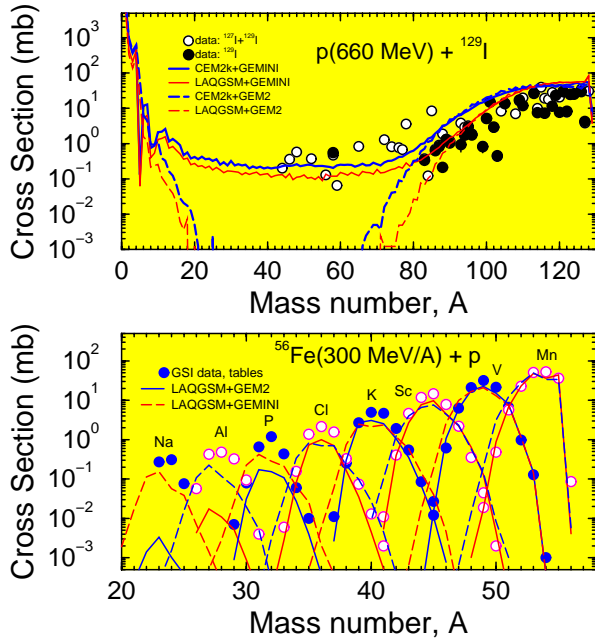 Cross Section (mb)
10³
10²
10¹
10⁰
10⁻¹
10⁻²
10⁻³
data: ¹²⁷I+¹²⁹I
data: ¹²⁹I
CEM2k+GEMINI
LAQGSM+GEMINI
CEM2k+GEM2
LAQGSM+GEM2
p(660 MeV) + ¹²⁹I
0 20 40 60 80 100 120
Mass number, A
Cross Section (mb)
10²
10¹
10⁰
10⁻¹
10⁻²
10⁻³
⁵⁶Fe(300 MeV/A) + p
GSI data, tables
LAQGSM+GEM2
LAQGSM+GEMINI
Na Al P Cl K Sc V Mn
20 30 40 50
Mass number, A